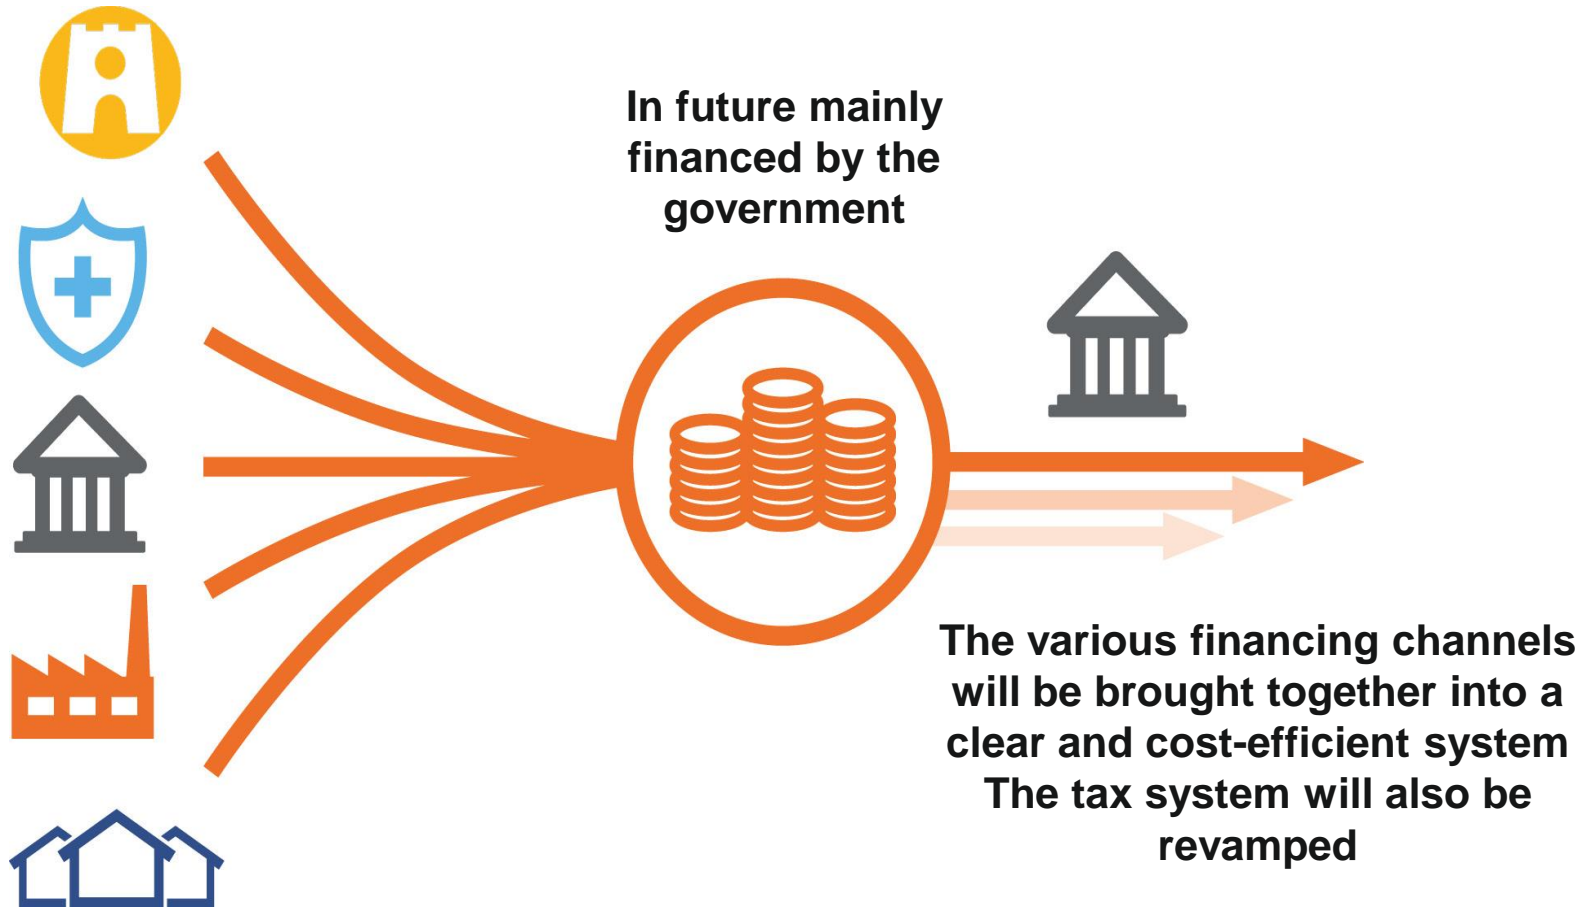 In future mainly
financed by the
government
The various financing channels
will be brought together into a
clear and cost-efficient system
The tax system will also be
revamped